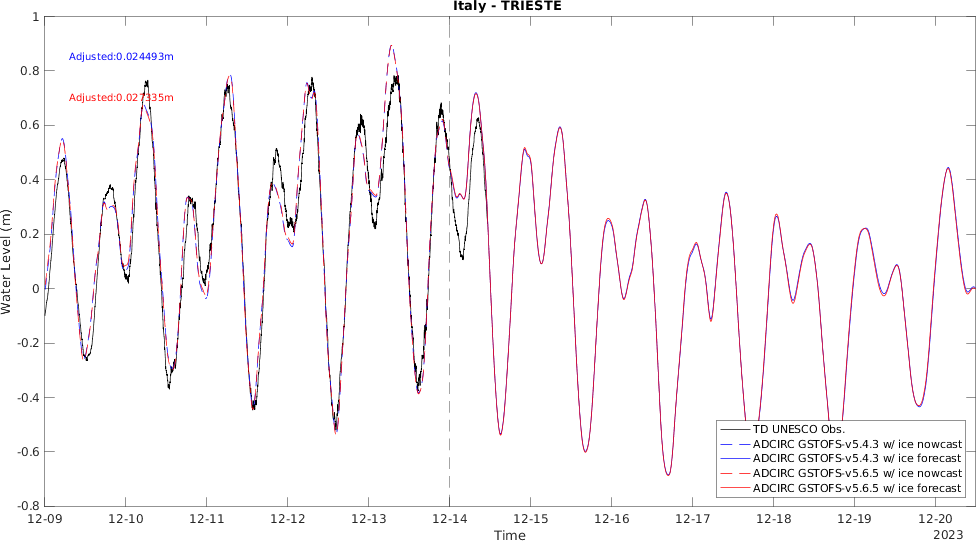 Italy - TRIESTE
1
0.8
0.6
0.4
0.2
0
-0.2
-0.4
-0.6
-0.8
Water Level (m)
Adjusted:0.024493m
Adjusted:0.027335m
TD UNESCO Obs.
ADCIRC GSTOFS-v5.4.3 w/ ice nowcast
ADCIRC GSTOFS-v5.4.3 w/ ice forecast
ADCIRC GSTOFS-v5.6.5 w/ ice nowcast
ADCIRC GSTOFS-v5.6.5 w/ ice forecast
12-09 12-10 12-11 12-12 12-13 12-14 12-15 12-16 12-17 12-18 12-19 12-20
Time
2023